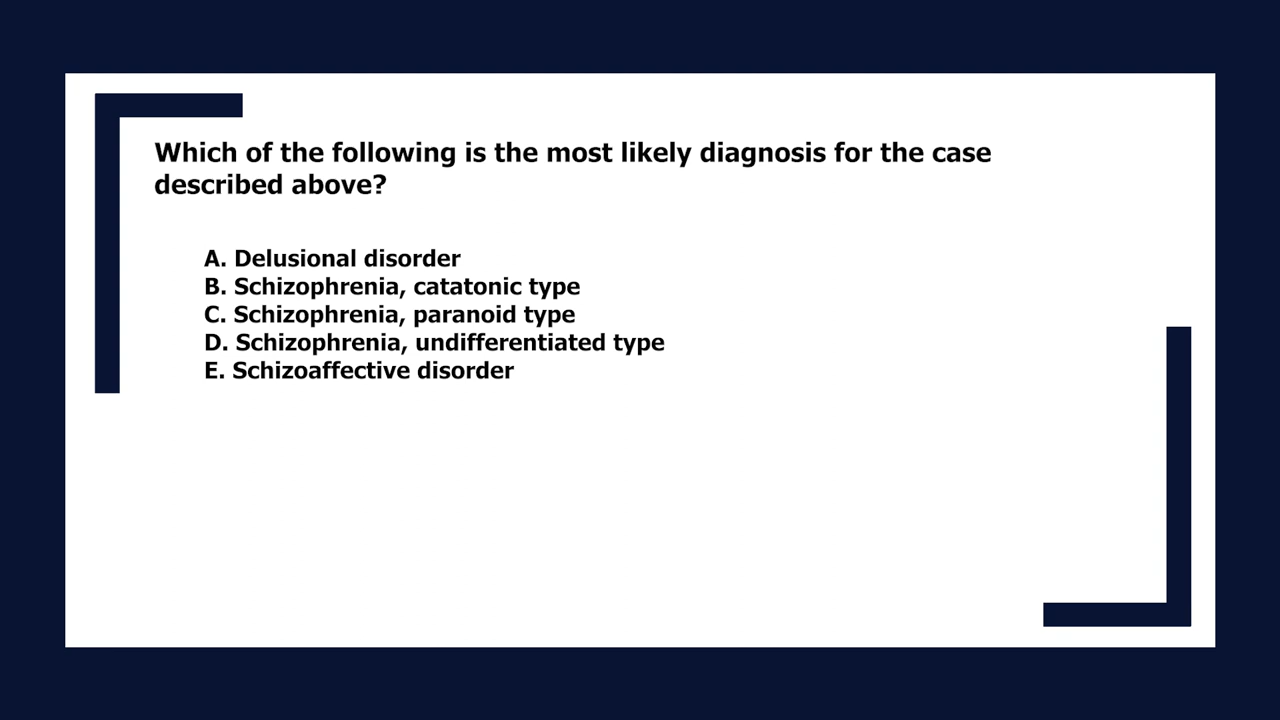 Which of the following is the most likely diagnosis for the case
described above?
A. Delusional disorder
B. Schizophrenia, catatonic type
C. Schizophrenia, paranoid type
D. Schizophrenia, undifferentiated type
E. Schizoaffective disorder